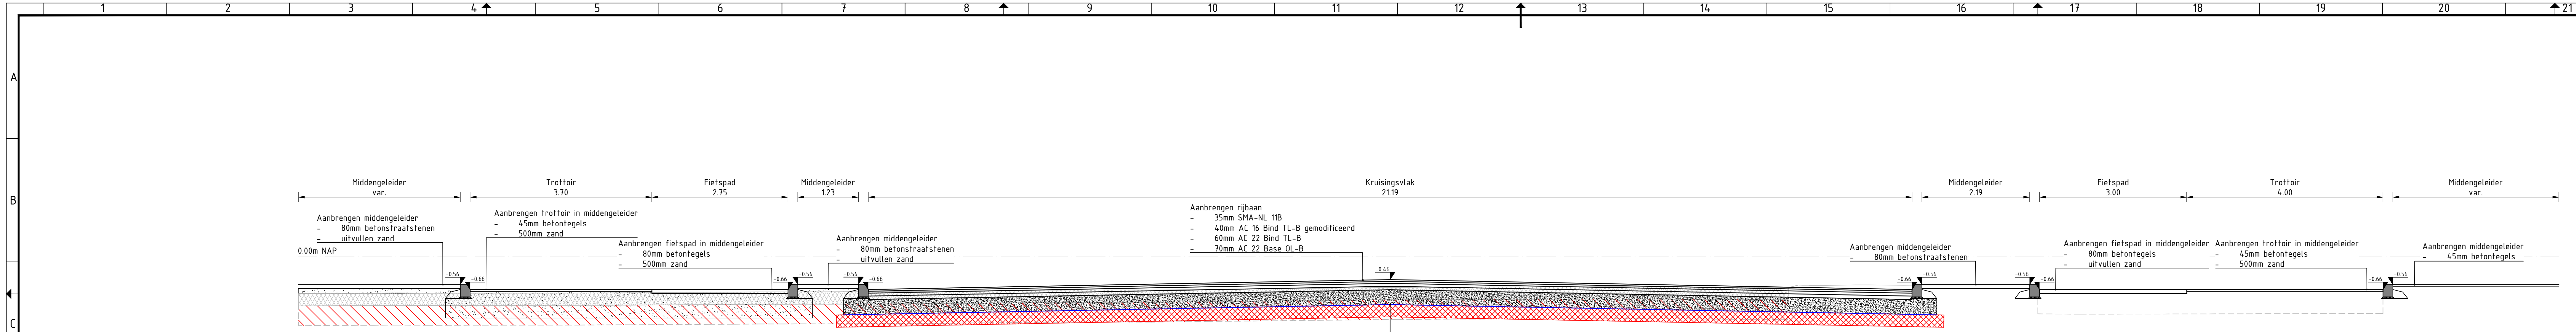 1 2 3 4 5 6 7 8 9 10 11 12 13 14 15 16 17 18 19 20 21
A
B
Middengeleider
var.
Trottoir
3.70
Fietspad
2.75
Middengeleider
1.23
Kruisingsvlak
21.19
Middengeleider
2.19
Fietspad
3.00
Trottoir
4.00
Middengeleider
var.
Aanbrengen middengeleider
- 80mm betonstraatstenen
- uitvullen zand
Aanbrengen trottoir in middengeleider
- 45mm betontegels
- 500mm zand
Aanbrengen fietspad in middengeleider
- 80mm betontegels
- 500mm zand
Aanbrengen middengeleider
- 80mm betonstraatstenen
- uitvullen zand
Aanbrengen rijbaan
- 35mm SMA-NL 11B
- 40mm AC 16 Bind TL-B gemodificeerd
- 60mm AC 22 Bind TL-B
- 70mm AC 22 Base OL-B
Aanbrengen middengeleider
- 80mm betonstraatstenen
Aanbrengen fietspad in middengeleider
- 80mm betontegels
- uitvullen zand
Aanbrengen trottoir in middengeleider
- 45mm betontegels
- 500mm zand
Aanbrengen middengeleider
- 45mm betontegels
0.00m NAP
-0.56
-0.66
-0.66
-0.56
-0.56
-0.66
-0.46
-0.66
-0.56
-0.56
-0.66
-0.66
-0.56
C